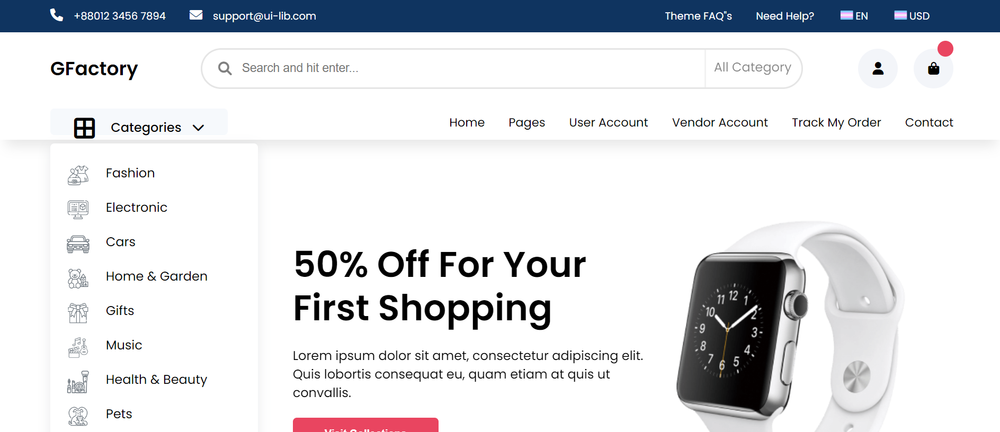 +88012 3456 7894 support@ui-lib.com Theme FAQ"s Need Help? EN USD
GFactory Search and hit enter... All Category
Categories Home Pages User Account Vendor Account Track My Order Contact
Fashion
Electronic
Cars
Home & Garden
Gifts
Music
Health & Beauty
Pets
50% Off For Your
First Shopping
Lorem ipsum dolor sit amet, consectetur adipiscing elit.
Quis lobortis consequat eu, quam etiam at quis ut
convallis.
Visit Collections
12
1
2
3
4
5
6
7
8
9
10
11